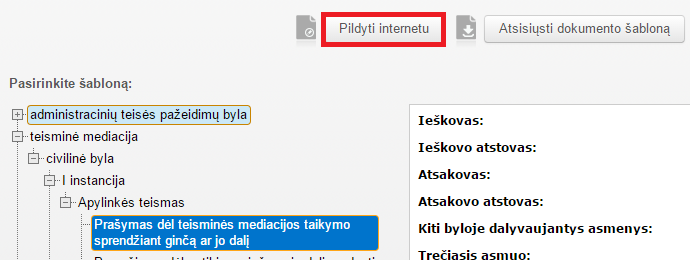 Pildyti internetu
Atsisiųsti dokumento šabloną
Pasirinkite šabloną:
administracinių teisės pažeidimų byla
teisminė mediacija
civilinė byla
I instancija
Apylinkės teismas
Prašymas dėl teisminės mediacijos taikymo
sprendžiant ginčą ar jo dalį
Ieškovas:
Ieškovo atstovas:
Atsakovas:
Atsakovo atstovas:
Kiti byloje dalyvaujantys asmenys:
Trečiasis asmuo: